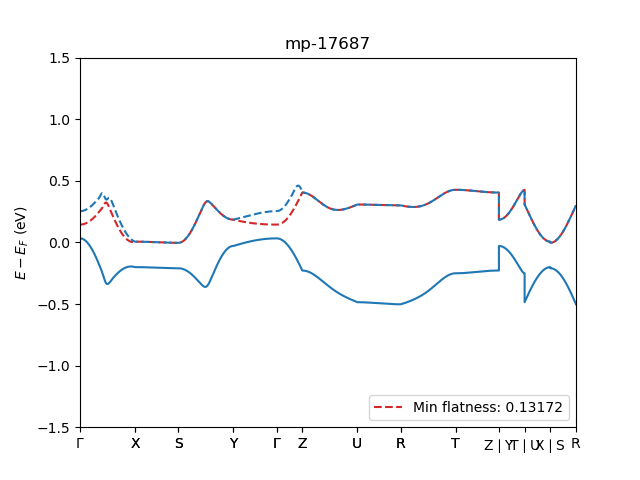 mp-17687
E − E_F (eV)
1.5
1.0
0.5
0.0
−0.5
−1.0
−1.5
Min flatness: 0.13172
Γ X S Y Γ Z U R T Z | Y T | U X | S R